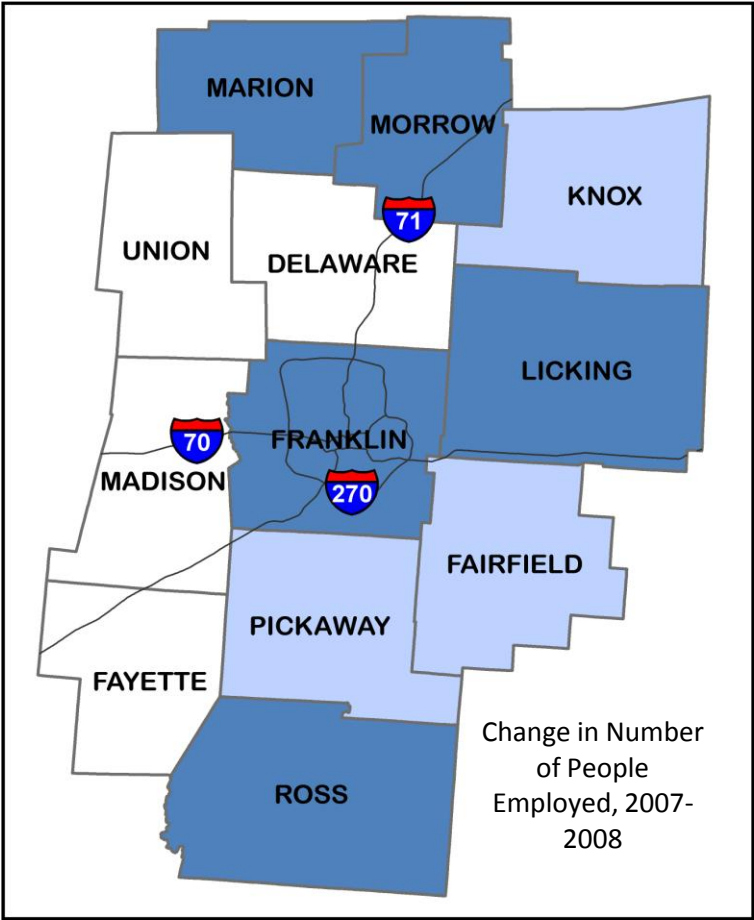 MARION
MORROW
KNOX
71
UNION
DELAWARE
LICKING
70
FRANKLIN
MADISON
270
FAIRFIELD
PICKAWAY
FAYETTE
Change in Number
of People
Employed, 2007-
2008
ROSS